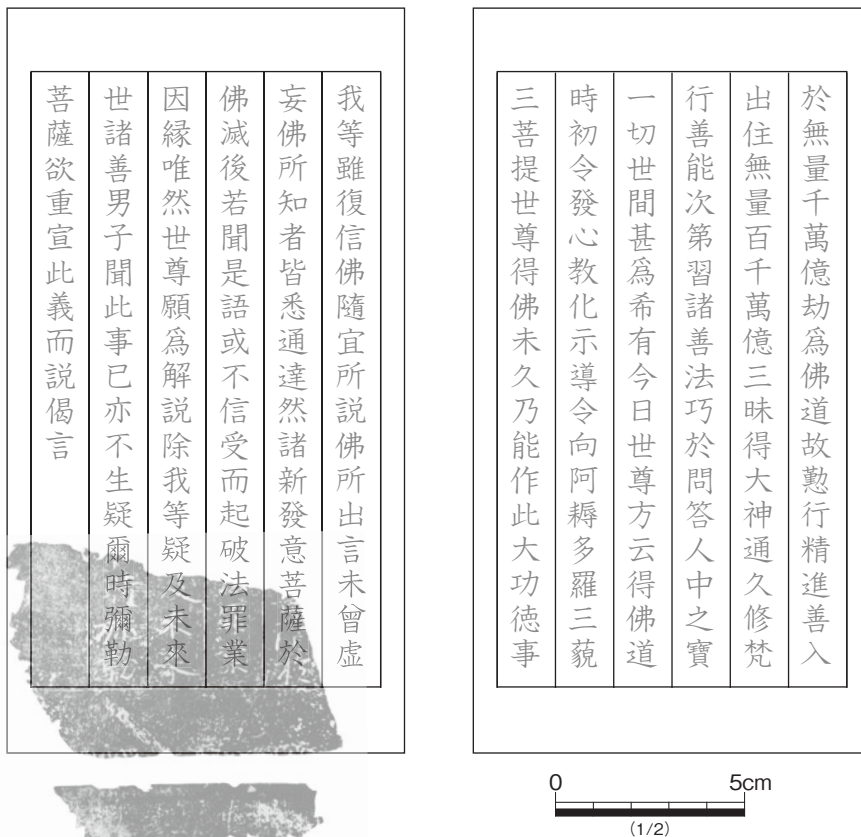 於無量千萬億劫爲佛道故懃行精進善入
出住無量百千萬億三昧得大神通久修梵
行善能次第習諸善法巧於問答人中之寶
一切世間甚爲希有今日世尊方云得佛道
時初令發心教化示導令向阿耨多羅三藐
三菩提世尊得佛未久乃能作此大功徳事
我等雖復信佛隨宜所説佛所出言未曾虚
妄佛所知者皆悉通達然諸新發意菩薩於
佛滅後若聞是語或不信受而起破法罪業
因縁唯然世尊願爲解説除我等疑及未來
世諸善男子聞此事已亦不生疑爾時彌勒
菩薩欲重宣此義而説偈言
0 5cm
(1/2)